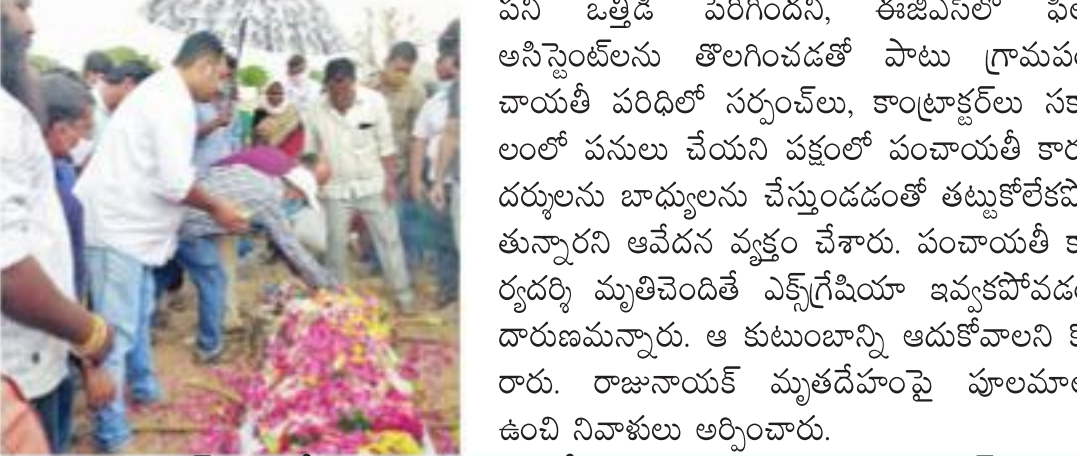 పని ఒత్తిడి పెరిగిందని, ఈజీఎస్‌లో
అసిస్టెంట్‌లను తొలగించడతో పాటు గ్రామపం
చాయతీ పరిధిలో సర్పంచ్‌లు, కాంట్రాక్టర్‌లు సకా
లంలో పనులు చేయని పక్షంలో పంచాయతీ కార్య
దర్శులను బాధ్యులను చేస్తుండడంతో తట్టుకోలేకపో
తున్నారని ఆవేదన వ్యక్తం చేశారు. పంచాయతీ కా
ర్యదర్శి మృతిచెందితే ఎక్స్‌గ్రేషియా ఇవ్వకపోవడం
దారుణమన్నారు. ఆ కుటుంబాన్ని ఆదుకోవాలని కో
రారు. రాజునాయక్ మృతదేహంపై పూలమాల
ఉంచి నివాళులు అర్పించారు.